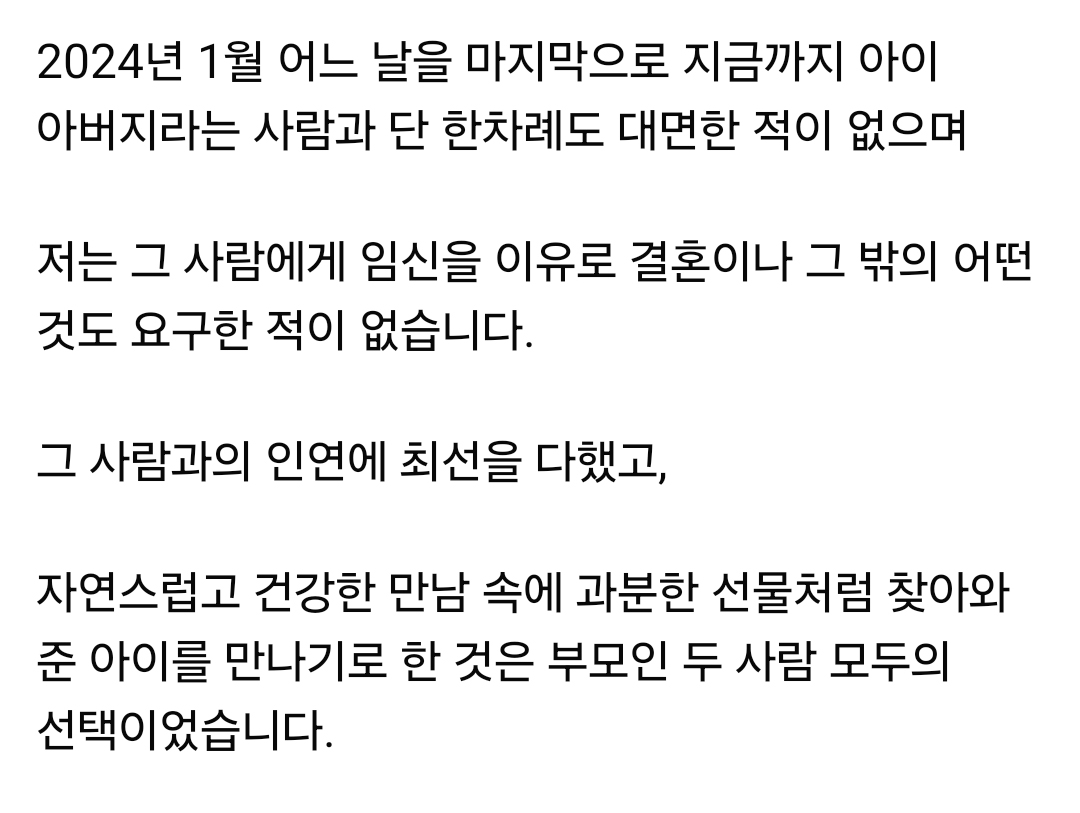 2024년 1월 어느 날을 마지막으로 지금까지 아이
아버지라는 사람과 단 한차례도 대면한 적이 없으며
저는 그 사람에게 임신을 이유로 결혼이나 그 밖의 어떤
것도 요구한 적이 없습니다.
그 사람과의 인연에 최선을 다했고,
자연스럽고 건강한 만남 속에 과분한 선물처럼 찾아와
준 아이를 만나기로 한 것은 부모인 두 사람 모두의
선택이었습니다.